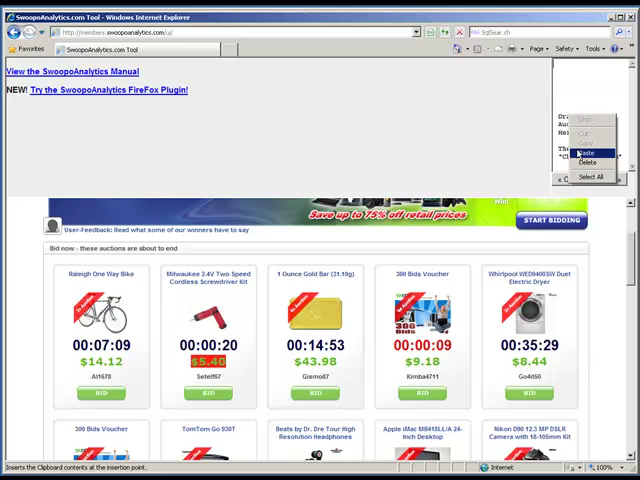 SwoopoAnalytics.com Tool - Windows Internet Explorer
http://members.swoopoanalytics.com/ui/
SqlSear.ch
Favorites
SwoopoAnalytics.com Tool
Page
Safety
Tools
View the SwoopoAnalytics Manual
NEW! Try the SwoopoAnalytics FireFox Plugin!
Undo
Cut
Copy
Paste
Delete
Select All
- Win!
Save up to 75% off retail prices
START BIDDING
User-Feedback: Read what some of our winners have to say
Bid now - these auctions are about to end
Raleigh One Way Bike
00:07:09
$14.12
Al1678
BID
Milwaukee 2.4V Two Speed
Cordless Screwdriver Kit
00:00:20
$5.40
Setelf67
BID
1 Ounce Gold Bar (31.10g)
00:14:53
$43.98
Gismo87
BID
300 Bids Voucher
300 Bids
00:00:09
$9.18
Kimba4711
BID
Whirlpool WED9400SW Duet
Electric Dryer
00:35:29
$8.44
Go4it50
BID
300 Bids Voucher
TomTom Go 930T
Beats by Dr. Dre Tour High
Resolution Headphones
Apple iMac MB418LL/A 24-
Inch Desktop
Nikon D90 12.3 MP DSLR
Camera with 18-105mm Kit
Inserts the Clipboard contents at the insertion point.
Internet
100%